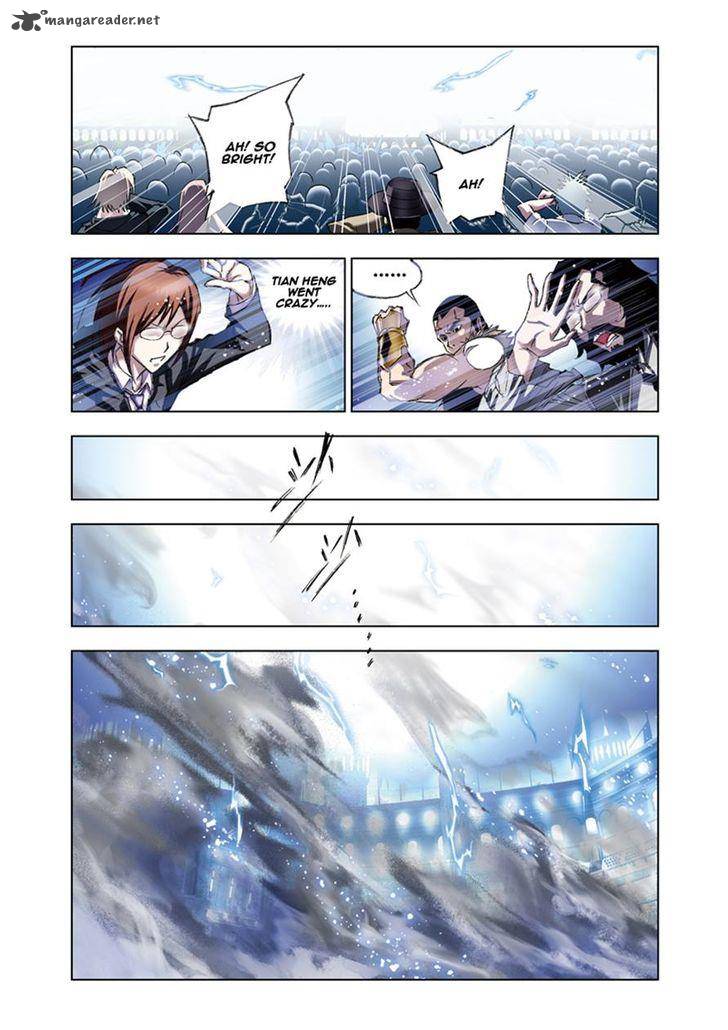 mangareader.net
AH! SO
BRIGHT!
AH!
TIAN HENG
WENT
CRAZY.....
......